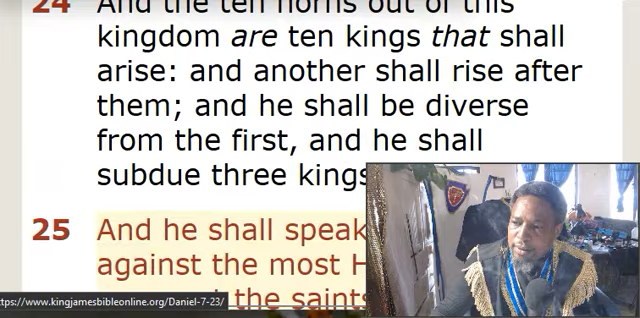 24 And the ten horns out of this
kingdom are ten kings that shall
arise: and another shall rise after
them; and he shall be diverse
from the first, and he shall
subdue three kings
25 And he shall speak
against the most H
the saints
ttps://www.kingjamesbibleonline.org/Daniel-7-23/